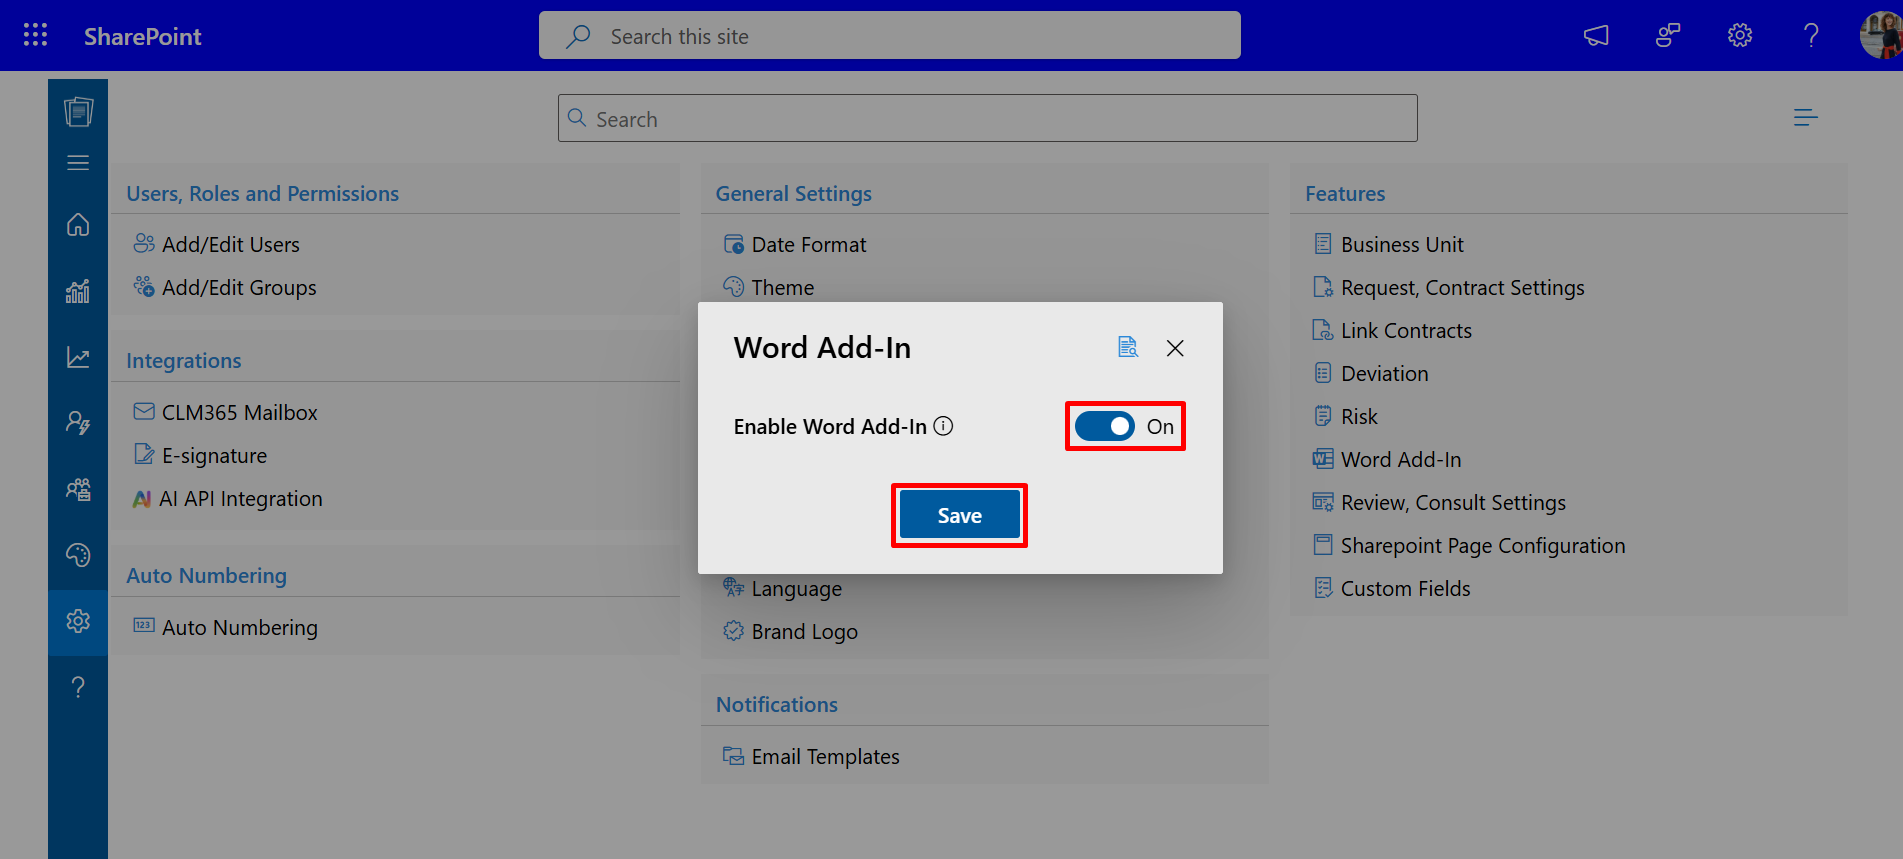 SharePoint
Search this site
Search
Users, Roles and Permissions
Add/Edit Users
Add/Edit Groups
Integrations
CLM365 Mailbox
E-signature
AI AI API Integration
Auto Numbering
123 Auto Numbering
General Settings
Date Format
Theme
Word Add-In
Enable Word Add-In
On
Save
Language
Brand Logo
Notifications
Email Templates
Features
Business Unit
Request, Contract Settings
Link Contracts
Deviation
Risk
Word Add-In
Review, Consult Settings
Sharepoint Page Configuration
Custom Fields